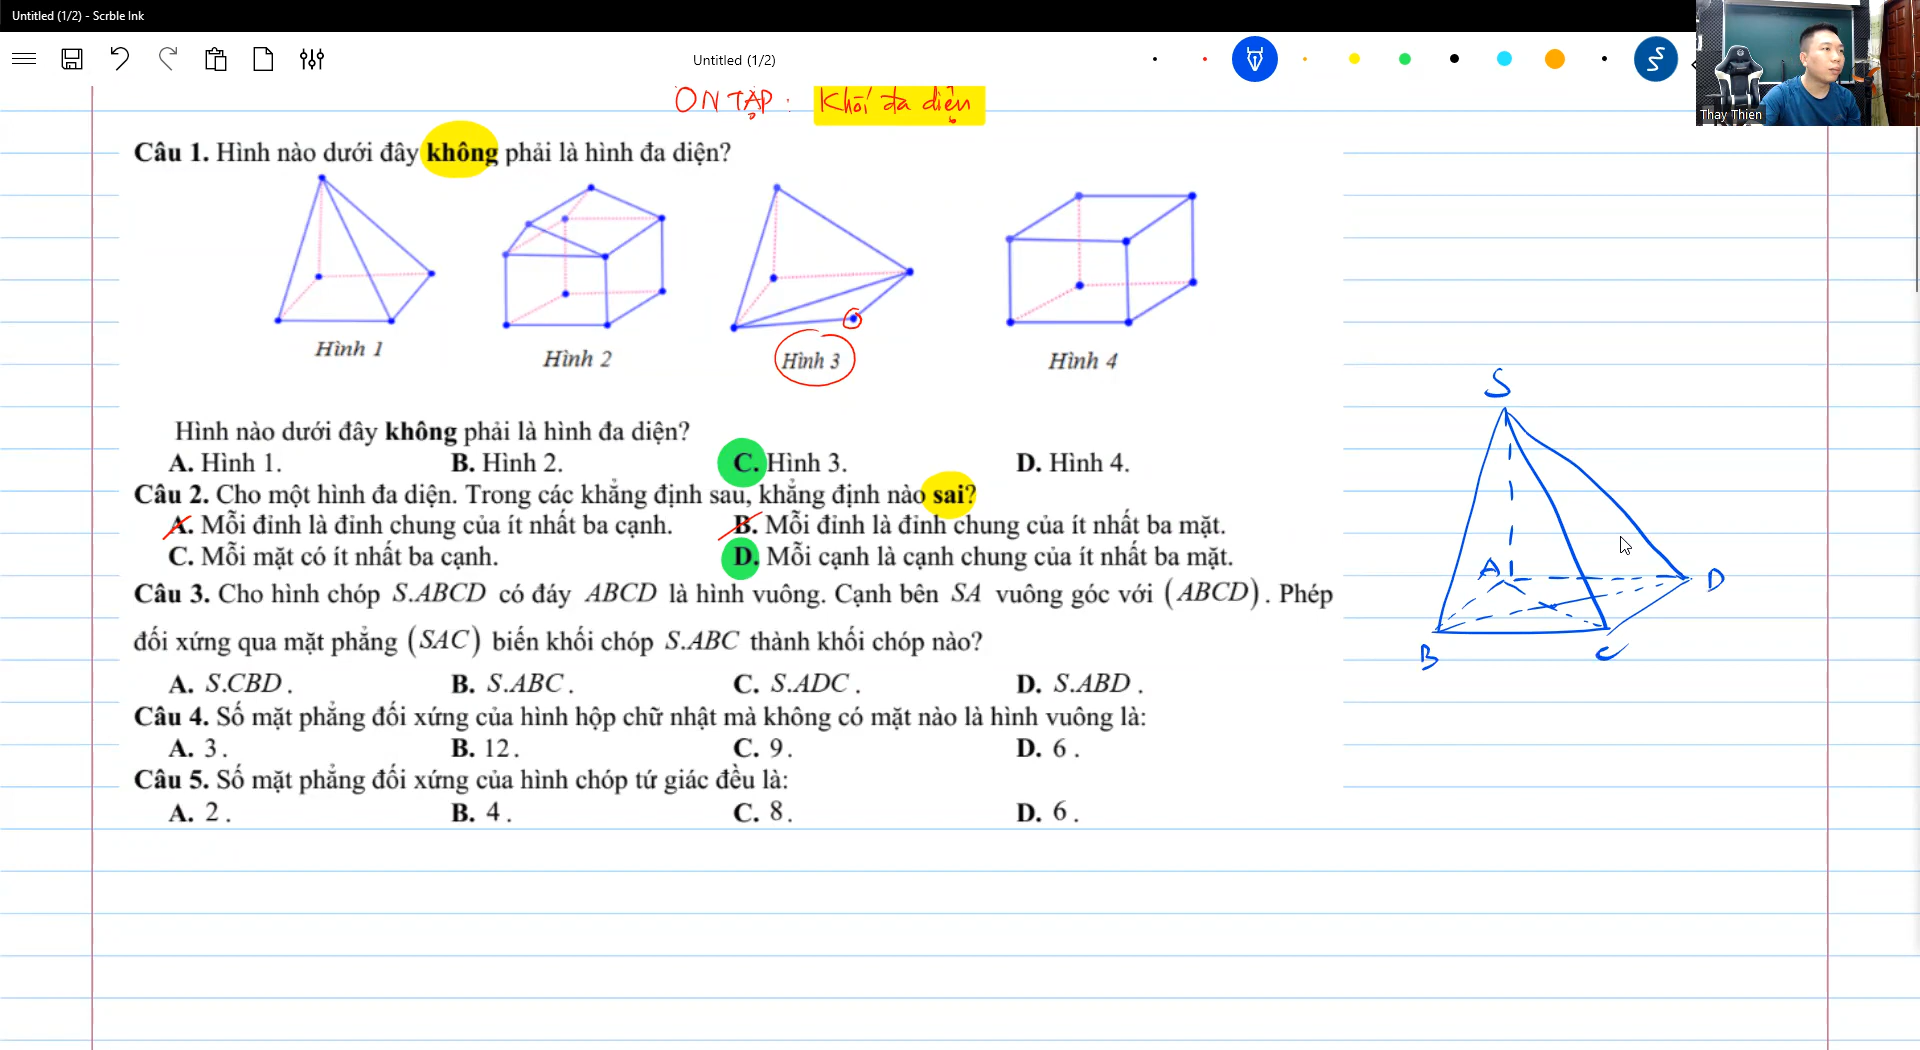 Untitled (1/2) - Scrble Ink
Untitled (1/2)
Thay Thien
ÔN TẬP : Khối đa diện
Câu 1. Hình nào dưới đây không phải là hình đa diện?
Hình 1
Hình 2
Hình 3
Hình 4
Hình nào dưới đây không phải là hình đa diện?
A. Hình 1. B. Hình 2. C. Hình 3. D. Hình 4.
Câu 2. Cho một hình đa diện. Trong các khẳng định sau, khẳng định nào sai?
A. Mỗi đỉnh là đỉnh chung của ít nhất ba cạnh. B. Mỗi đỉnh là đỉnh chung của ít nhất ba mặt.
C. Mỗi mặt có ít nhất ba cạnh. D. Mỗi cạnh là cạnh chung của ít nhất ba mặt.
Câu 3. Cho hình chóp S.ABCD có đáy ABCD là hình vuông. Cạnh bên SA vuông góc với (ABCD). Phép
đối xứng qua mặt phẳng (SAC) biến khối chóp S.ABC thành khối chóp nào?
A. S.CBD. B. S.ABC. C. S.ADC. D. S.ABD.
Câu 4. Số mặt phẳng đối xứng của hình hộp chữ nhật mà không có mặt nào là hình vuông là:
A. 3. B. 12. C. 9. D. 6.
Câu 5. Số mặt phẳng đối xứng của hình chóp tứ giác đều là:
A. 2. B. 4. C. 8. D. 6.
S
A
D
B
C